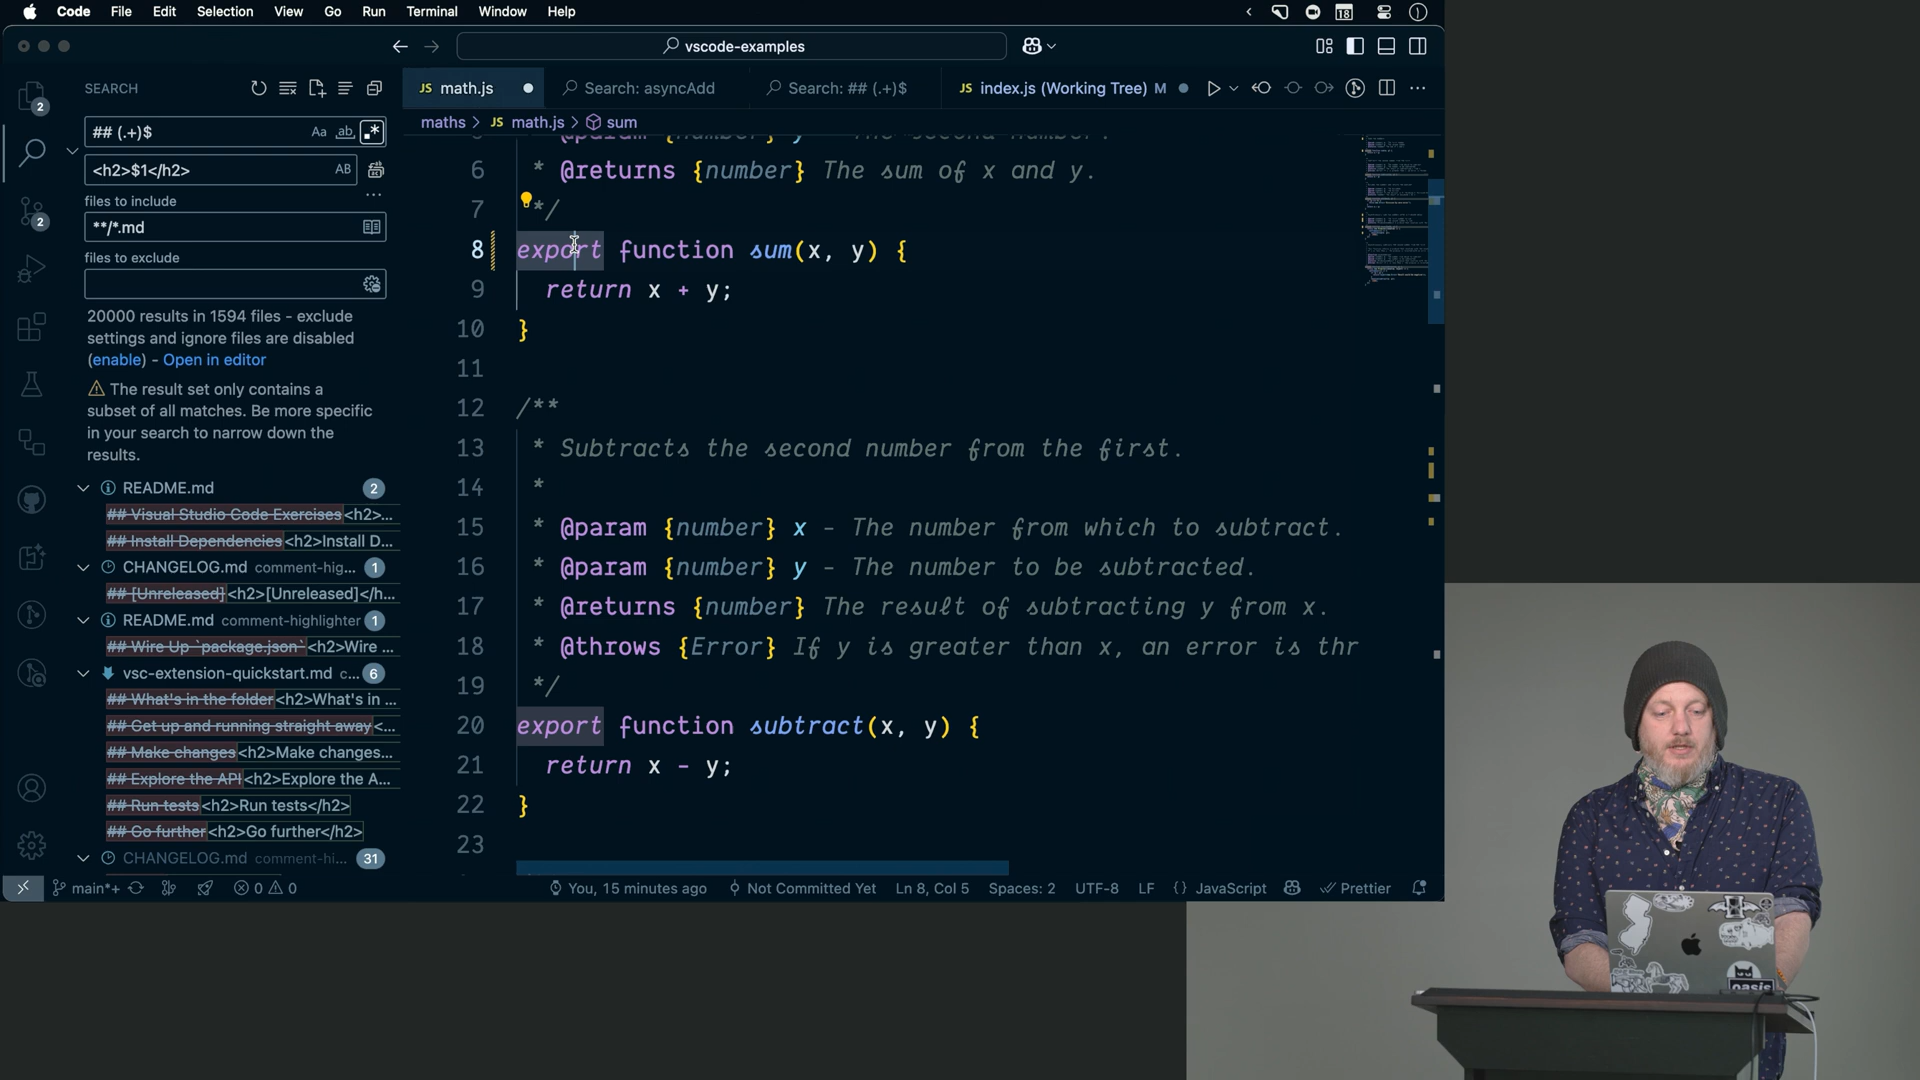 Code File Edit Selection View Go Run Terminal Window Help
18
vscode-examples
SEARCH
JS math.js
Search: asyncAdd
Search: ## (.+)$
JS index.js (Working Tree) M
2
## (.+)$
Aa ab
<h2>$1</h2>
AB
files to include
**/*.md
files to exclude
2
20000 results in 1594 files - exclude
settings and ignore files are disabled
(enable) - Open in editor
The result set only contains a
subset of all matches. Be more specific
in your search to narrow down the
results.
README.md 2
## Visual Studio Code Exercises<h2>...
## Install Dependencies<h2>Install D...
CHANGELOG.md comment-hig... 1
## [Unreleased]<h2>[Unreleased]</h...
README.md comment-highlighter 1
## Wire Up `package.json`<h2>Wire ...
vsc-extension-quickstart.md c... 6
## What's in the folder<h2>What's in ...
## Get up and running straight away<...
## Make changes<h2>Make changes...
## Explore the API<h2>Explore the A...
## Run tests<h2>Run tests</h2>
## Go further<h2>Go further</h2>
CHANGELOG.md comment-hi... 31
maths > JS math.js > sum
* @param {number} y - The second number.
6 * @returns {number} The sum of x and y.
7 */
8 export function sum(x, y) {
9 return x + y;
10 }
11
12 /**
13 * Subtracts the second number from the first.
14 *
15 * @param {number} x - The number from which to subtract.
16 * @param {number} y - The number to be subtracted.
17 * @returns {number} The result of subtracting y from x.
18 * @throws {Error} If y is greater than x, an error is thr
19 */
20 export function subtract(x, y) {
21 return x - y;
22 }
23
main*+ 0 0 You, 15 minutes ago Not Committed Yet Ln 8, Col 5 Spaces: 2 UTF-8 LF {} JavaScript Prettier
oasis